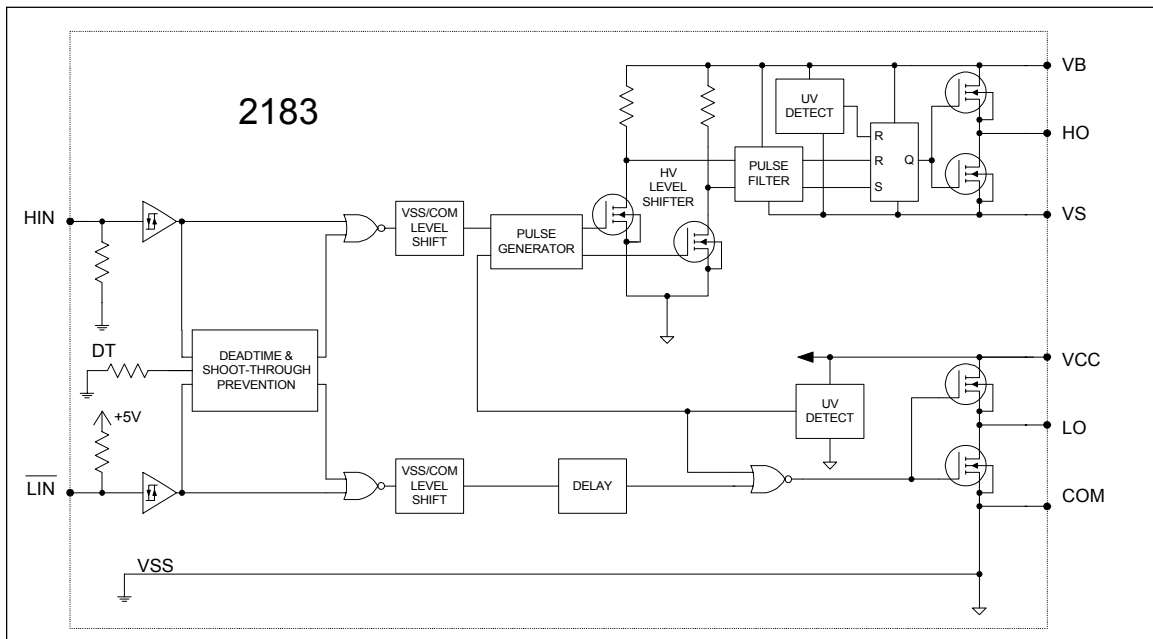 2183
VB
UV
DETECT
HO
R
R
Q
S
PULSE
FILTER
HV
LEVEL
SHIFTER
VS
HIN
VSS/COM
LEVEL
SHIFT
PULSE
GENERATOR
DT
DEADTIME &
SHOOT-THROUGH
PREVENTION
VCC
UV
DETECT
+5V
LO
LIN
VSS/COM
LEVEL
SHIFT
DELAY
COM
VSS